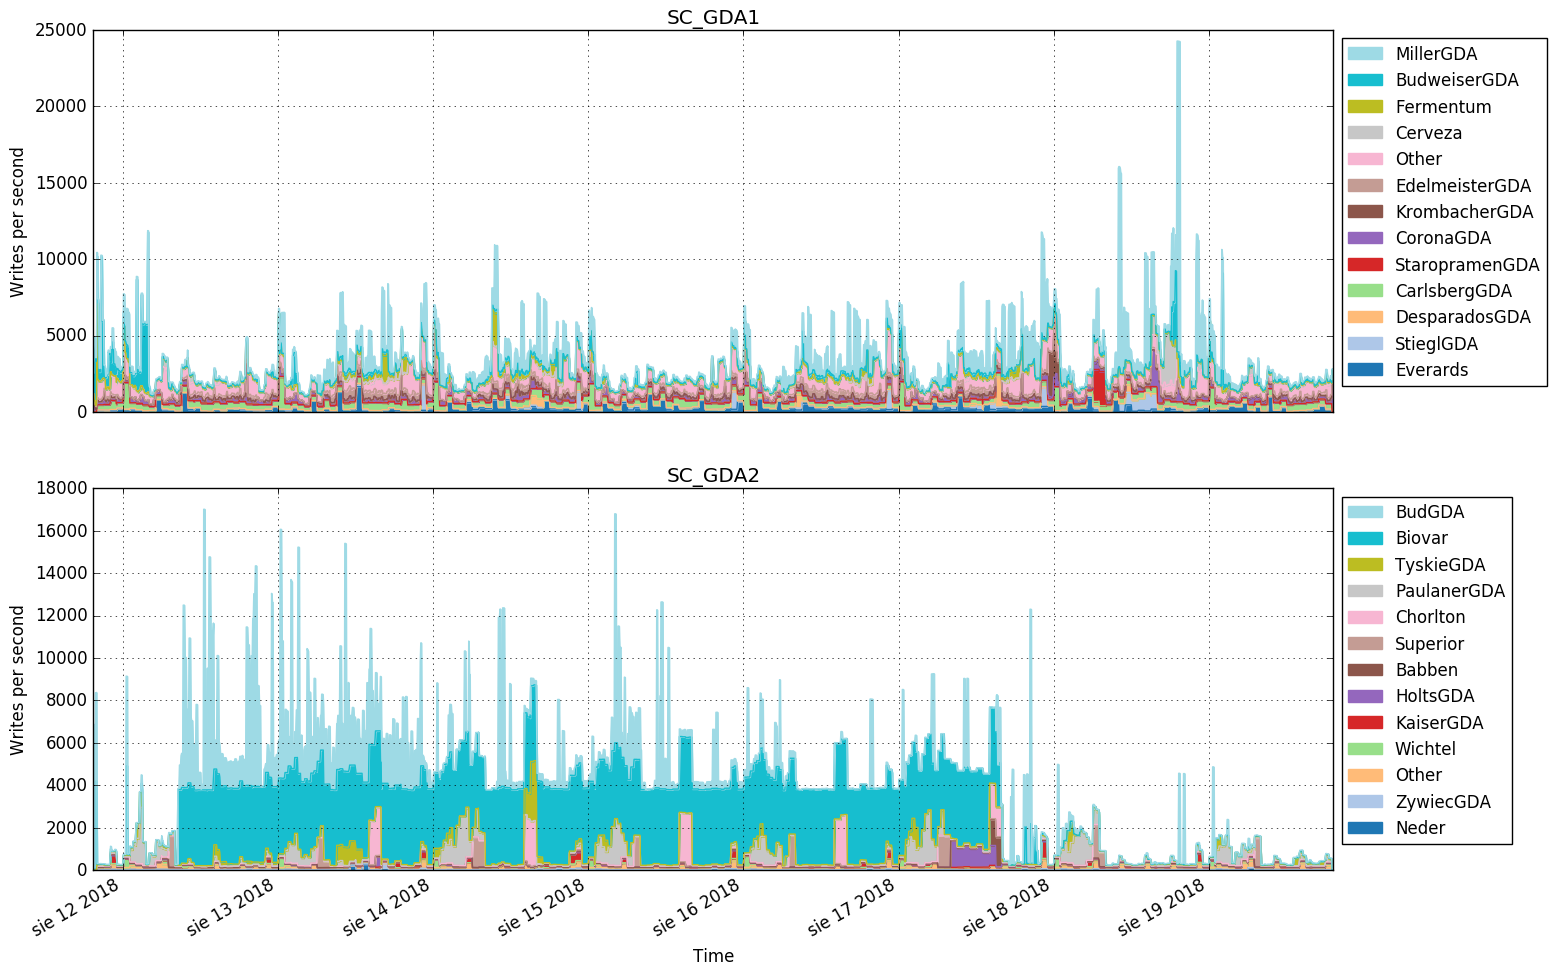 SC_GDA1
25000
20000
15000
10000
5000
0
Writes per second
MillerGDA
BudweiserGDA
Fermentum
Cerveza
Other
EdelmeisterGDA
KrombacherGDA
CoronaGDA
StaropramenGDA
CarlsbergGDA
DesparadosGDA
StieglGDA
Everards
SC_GDA2
18000
16000
14000
12000
10000
8000
6000
4000
2000
0
Writes per second
BudGDA
Biovar
TyskieGDA
PaulanerGDA
Chorlton
Superior
Babben
HoltsGDA
KaiserGDA
Wichtel
Other
ZywiecGDA
Neder
sie 12 2018
sie 13 2018
sie 14 2018
sie 15 2018
sie 16 2018
sie 17 2018
sie 18 2018
sie 19 2018
Time